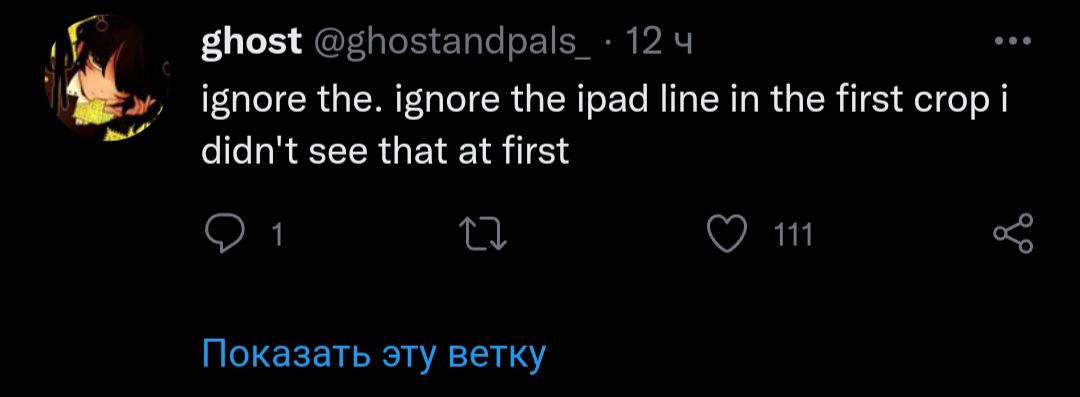 ghost @ghostandpals_ · 12 ч
ignore the. ignore the ipad line in the first crop i
didn't see that at first
1 111
Показать эту ветку